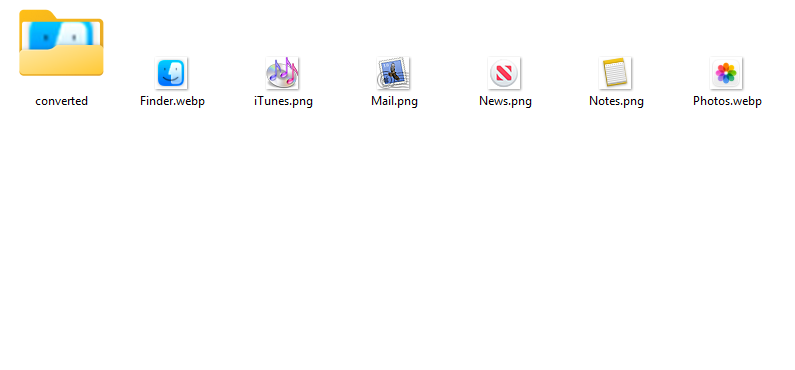 converted
Finder.webp
iTunes.png
Mail.png
News.png
Notes.png
Photos.webp